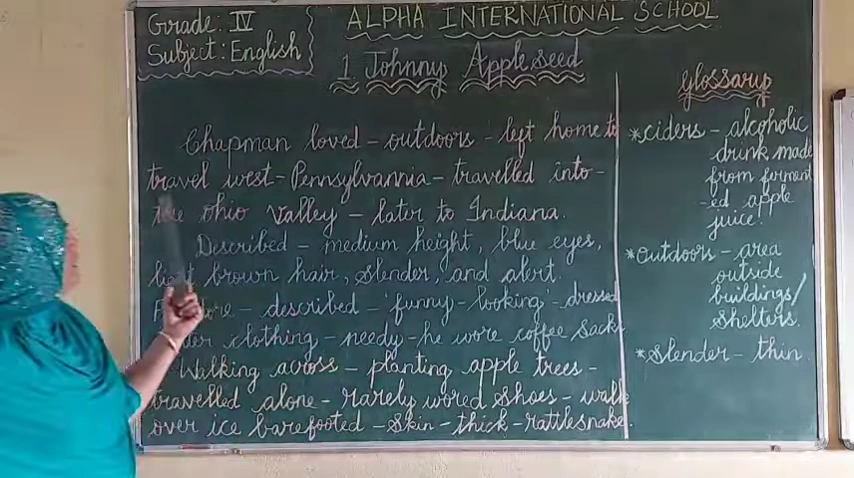 Grade: IV
Subject: English
ALPHA INTERNATIONAL SCHOOL
1. Johnny Appleseed
Chapman loved - outdoors - left home to
travel west - Pennsylvannia - travelled into -
the Ohio Valley - later to Indiana.
Described - medium height, blue eyes,
light brown hair, slender, and alert.
- described - funny-looking - dressed
clothing - needy - he wore coffee sack
Walking across - planting apple trees -
travelled alone - rarely wored shoes - walk
over ice barefooted - skin - thick - rattlesnake.
Glossary
*ciders - alcoholic
drink made
from ferment
-ed apple
juice.
*outdoors - area
outside
buildings/
shelters.
*slender - thin